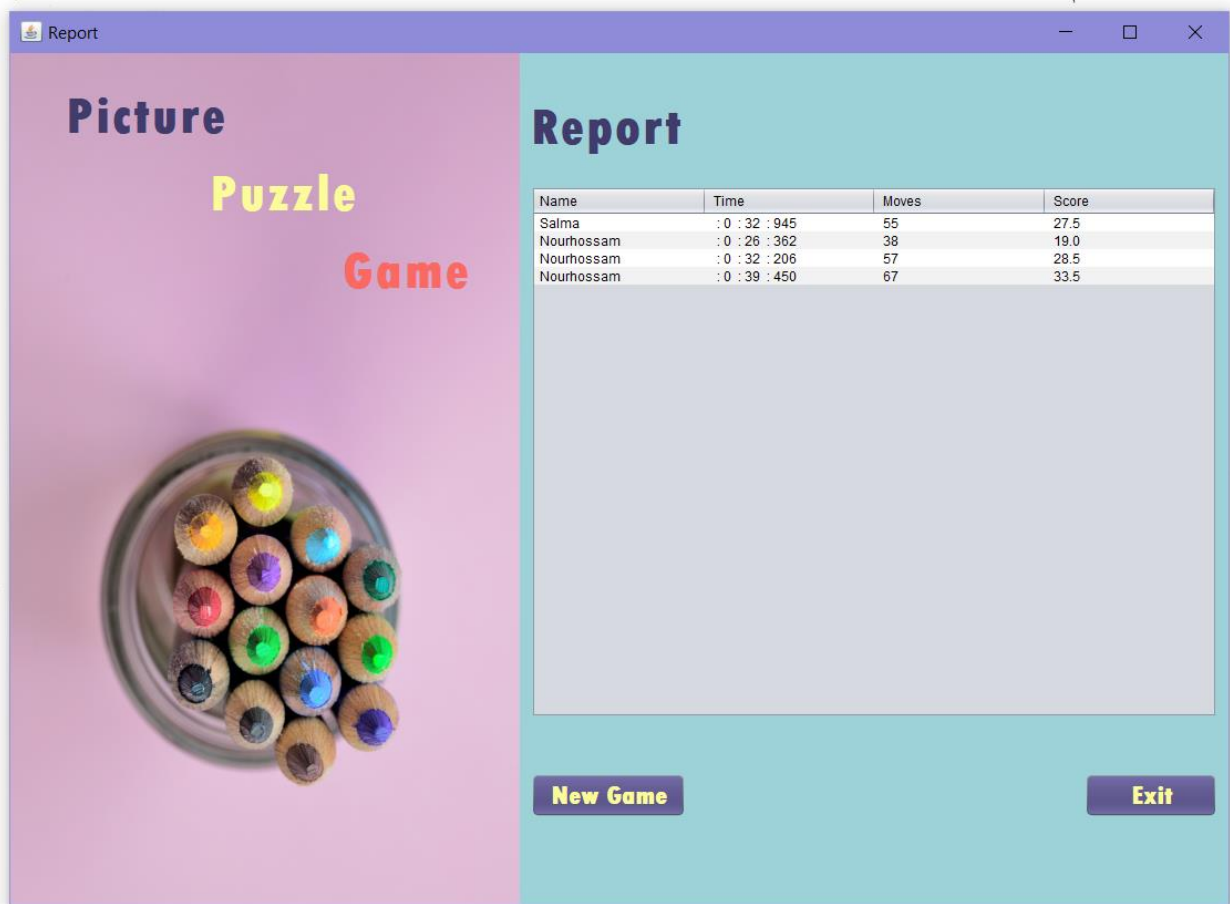 Report
Picture
Puzzle
Game
Report
Name Time Moves Score
Salma : 0 : 32 : 945 55 27.5
Nourhossam : 0 : 26 : 362 38 19.0
Nourhossam : 0 : 32 : 206 57 28.5
Nourhossam : 0 : 39 : 450 67 33.5
New Game Exit